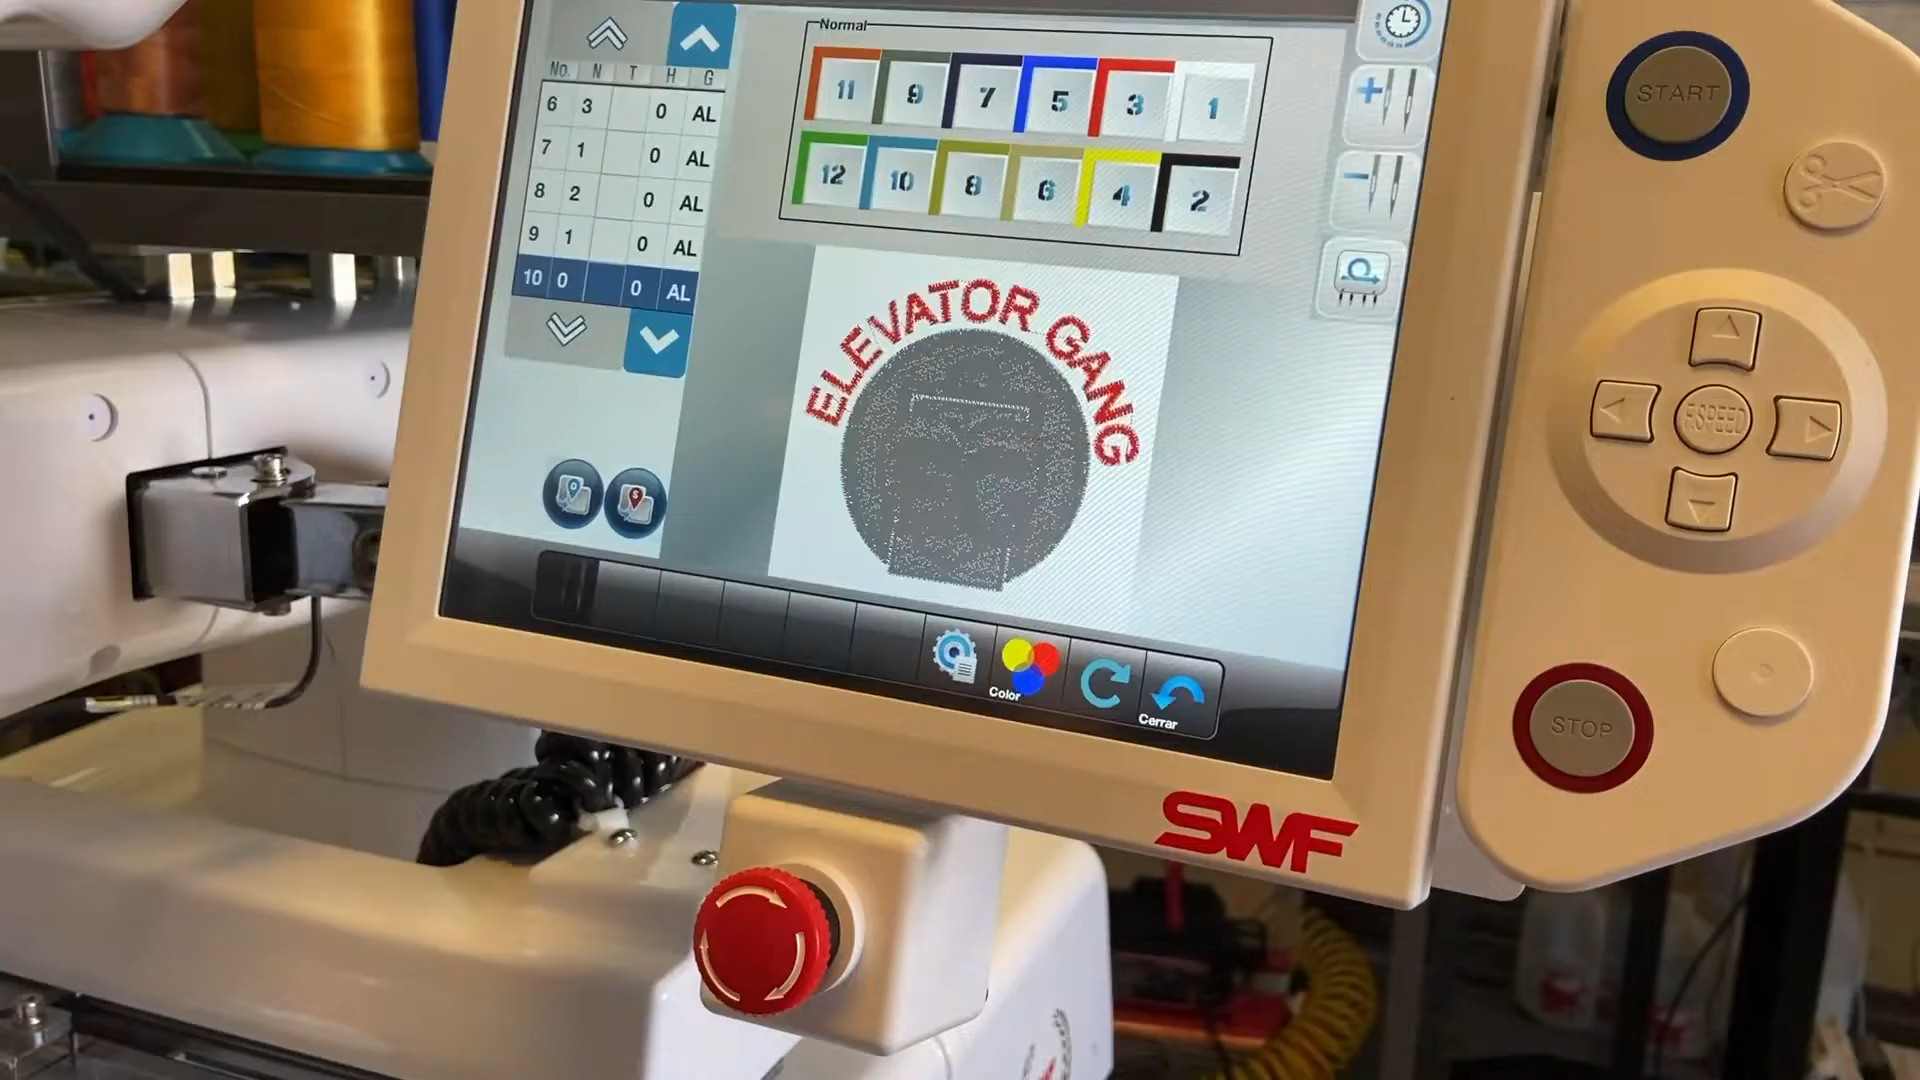 Normal
No. N T H G
6 3 0 AL
7 1 0 AL
8 2 0 AL
9 1 0 AL
10 0 0 AL
11 9 7 5 3 1
12 10 8 6 4 2
ELEVATOR GANG
Color
Cerrar
SWF
START
F.SPEED
STOP